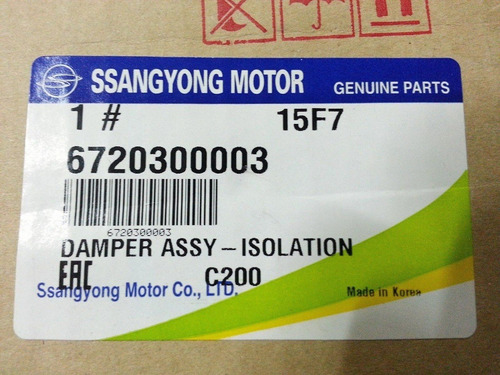 SSANGYONG MOTOR GENUINE PARTS
1 # 15F7
6720300003
6720300003
DAMPER ASSY-ISOLATION
EAC C200
Ssangyong Motor Co., LTD. Made in Korea